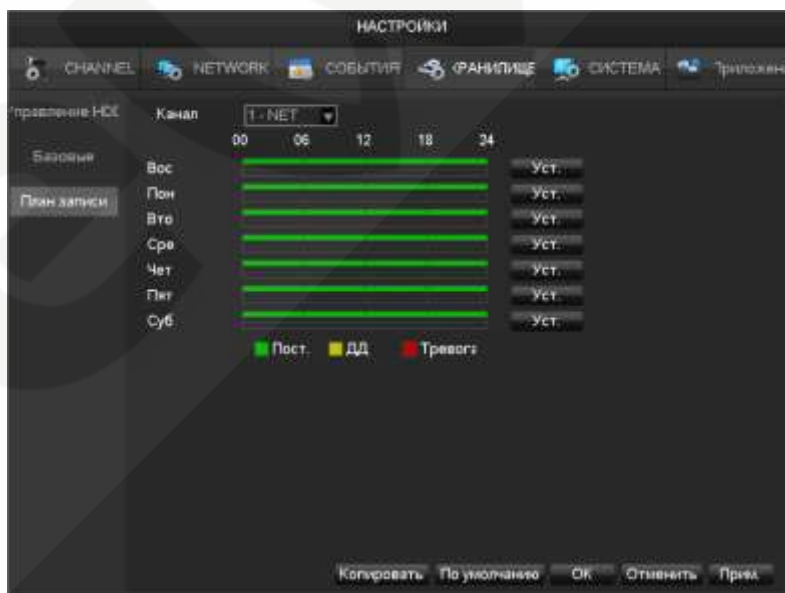 НАСТРОЙКИ
CHANNEL NETWORK СОБЫТИЯ ХРАНИЛИЩЕ СИСТЕМА Приложен
Управление HDD
Канал 1 - NET
00 06 12 18 24
Базовые
План записи
Вос Уст.
Пон Уст.
Вто Уст.
Сре Уст.
Чет Уст.
Пят Уст.
Суб Уст.
Пост. ДД Тревога
Копировать По умолчанию OK Отменить Прим.